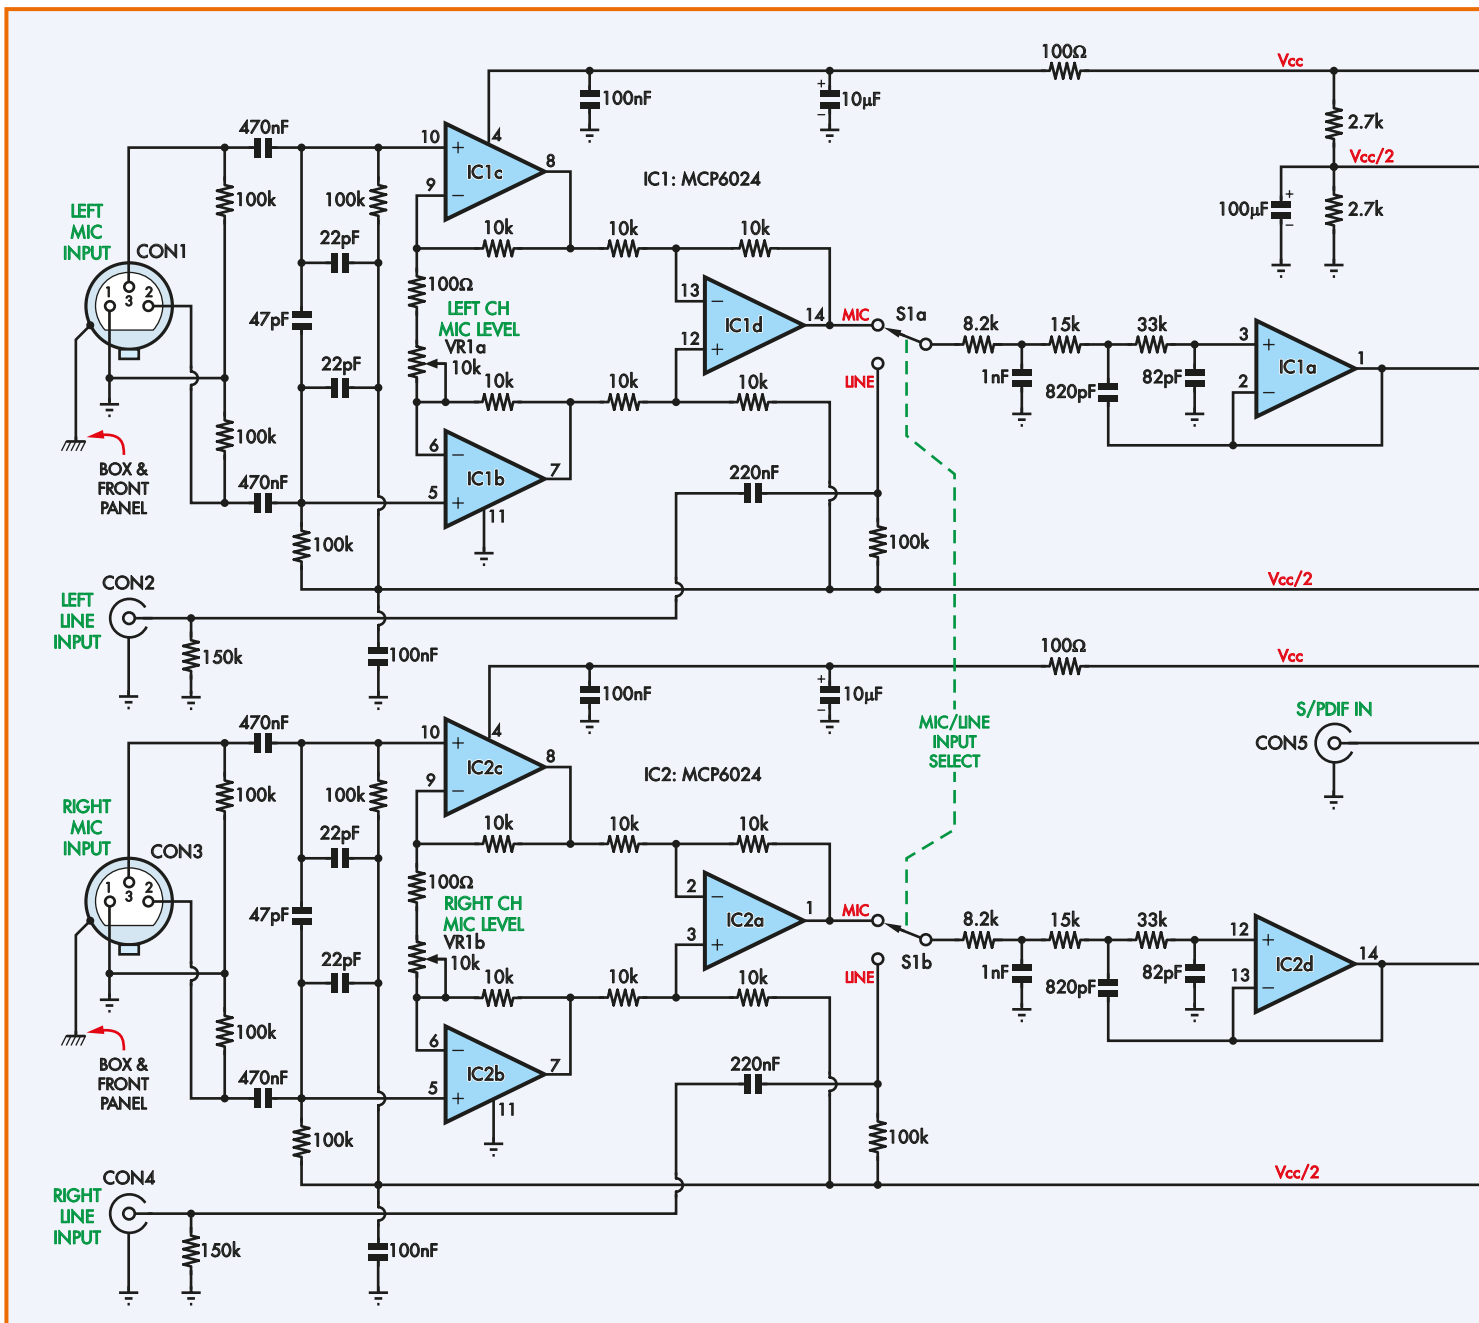 100Ω
Vcc
100nF
+
10µF
–
2.7k
470nF
10
+
4
IC1c
8
9
–
IC1: MCP6024
Vcc/2
100k
100k
+
100µF
–
2.7k
LEFT
MIC
INPUT
CON1
22pF
10k
10k
10k
1
3
2
100Ω
LEFT CH
MIC LEVEL
VR1a
10k
13
–
IC1d
14
12
+
MIC
S1a
LINE
8.2k
15k
33k
3
+
IC1a
1
2
–
47pF
1nF
820pF
82pF
22pF
10k
10k
10k
100k
BOX &
FRONT
PANEL
470nF
6
–
IC1b
7
5
+
11
220nF
100k
100k
CON2
LEFT
LINE
INPUT
Vcc/2
150k
100nF
100Ω
Vcc
100nF
+
10µF
–
MIC/LINE
INPUT
SELECT
S/PDIF IN
CON5
470nF
10
+
4
IC2c
8
9
–
IC2: MCP6024
100k
100k
RIGHT
MIC
INPUT
CON3
22pF
10k
10k
10k
1
3
2
100Ω
RIGHT CH
MIC LEVEL
VR1b
10k
2
–
IC2a
1
3
+
MIC
S1b
LINE
8.2k
15k
33k
12
+
IC2d
14
13
–
47pF
1nF
820pF
82pF
22pF
10k
10k
10k
100k
BOX &
FRONT
PANEL
470nF
6
–
IC2b
7
5
+
11
220nF
100k
100k
CON4
RIGHT
LINE
INPUT
Vcc/2
150k
100nF